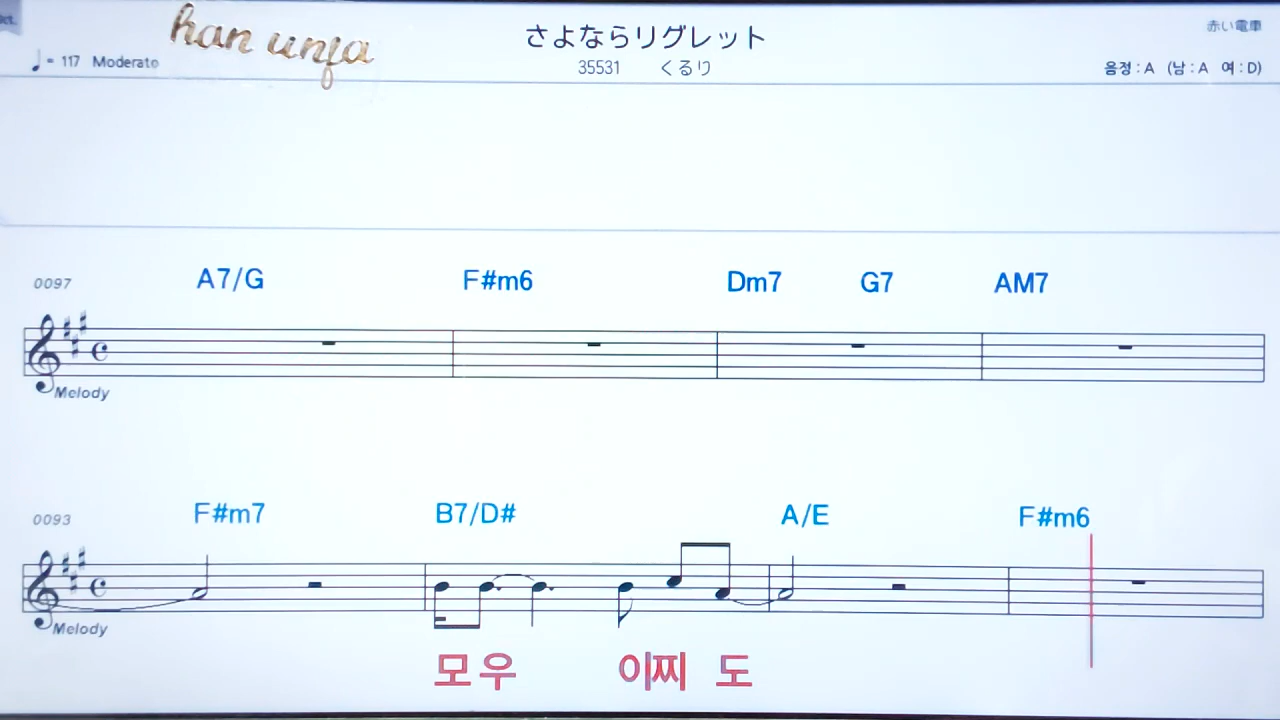 han unfa
さよならリグレット
赤い電車
♩= 117 Moderato
35531 くるり
음정 : A (남 : A 여 : D)
0097 A7/G F#m6 Dm7 G7 AM7
Melody
0093 F#m7 B7/D# A/E F#m6
Melody
모우 이찌 도